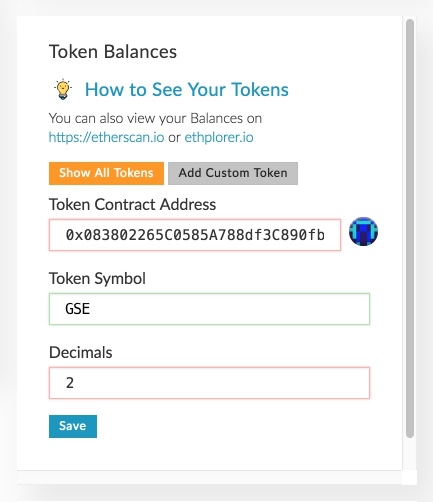 Token Balances
How to See Your Tokens
You can also view your Balances on
https://etherscan.io or ethplorer.io
Show All Tokens Add Custom Token
Token Contract Address
0x083802265C0585A788df3C890fb
Token Symbol
GSE
Decimals
2
Save